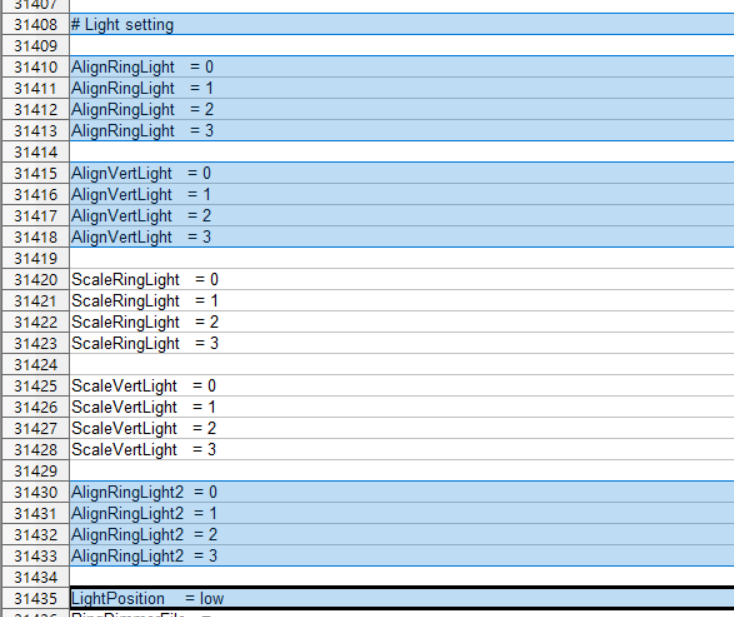 31407
31408 # Light setting
31409
31410 AlignRingLight = 0
31411 AlignRingLight = 1
31412 AlignRingLight = 2
31413 AlignRingLight = 3
31414
31415 AlignVertLight = 0
31416 AlignVertLight = 1
31417 AlignVertLight = 2
31418 AlignVertLight = 3
31419
31420 ScaleRingLight = 0
31421 ScaleRingLight = 1
31422 ScaleRingLight = 2
31423 ScaleRingLight = 3
31424
31425 ScaleVertLight = 0
31426 ScaleVertLight = 1
31427 ScaleVertLight = 2
31428 ScaleVertLight = 3
31429
31430 AlignRingLight2 = 0
31431 AlignRingLight2 = 1
31432 AlignRingLight2 = 2
31433 AlignRingLight2 = 3
31434
31435 LightPosition = low